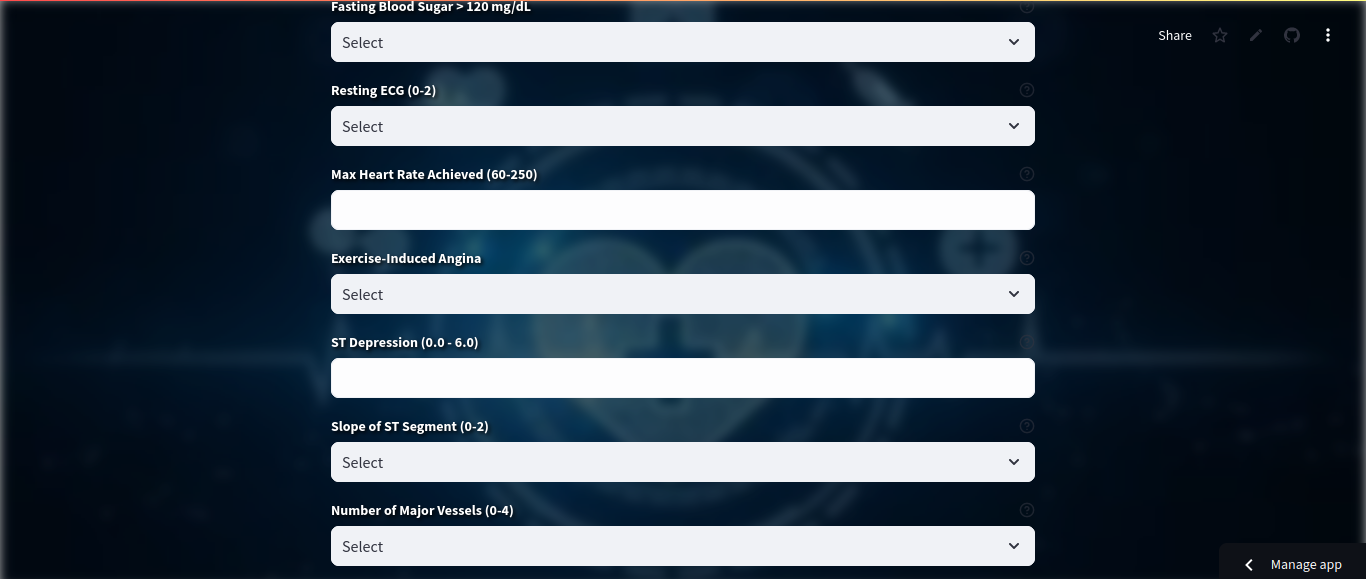 Fasting Blood Sugar > 120 mg/dL
Select
Share
Resting ECG (0-2)
Select
Max Heart Rate Achieved (60-250)
Exercise-Induced Angina
Select
ST Depression (0.0 - 6.0)
Slope of ST Segment (0-2)
Select
Number of Major Vessels (0-4)
Select
Manage app